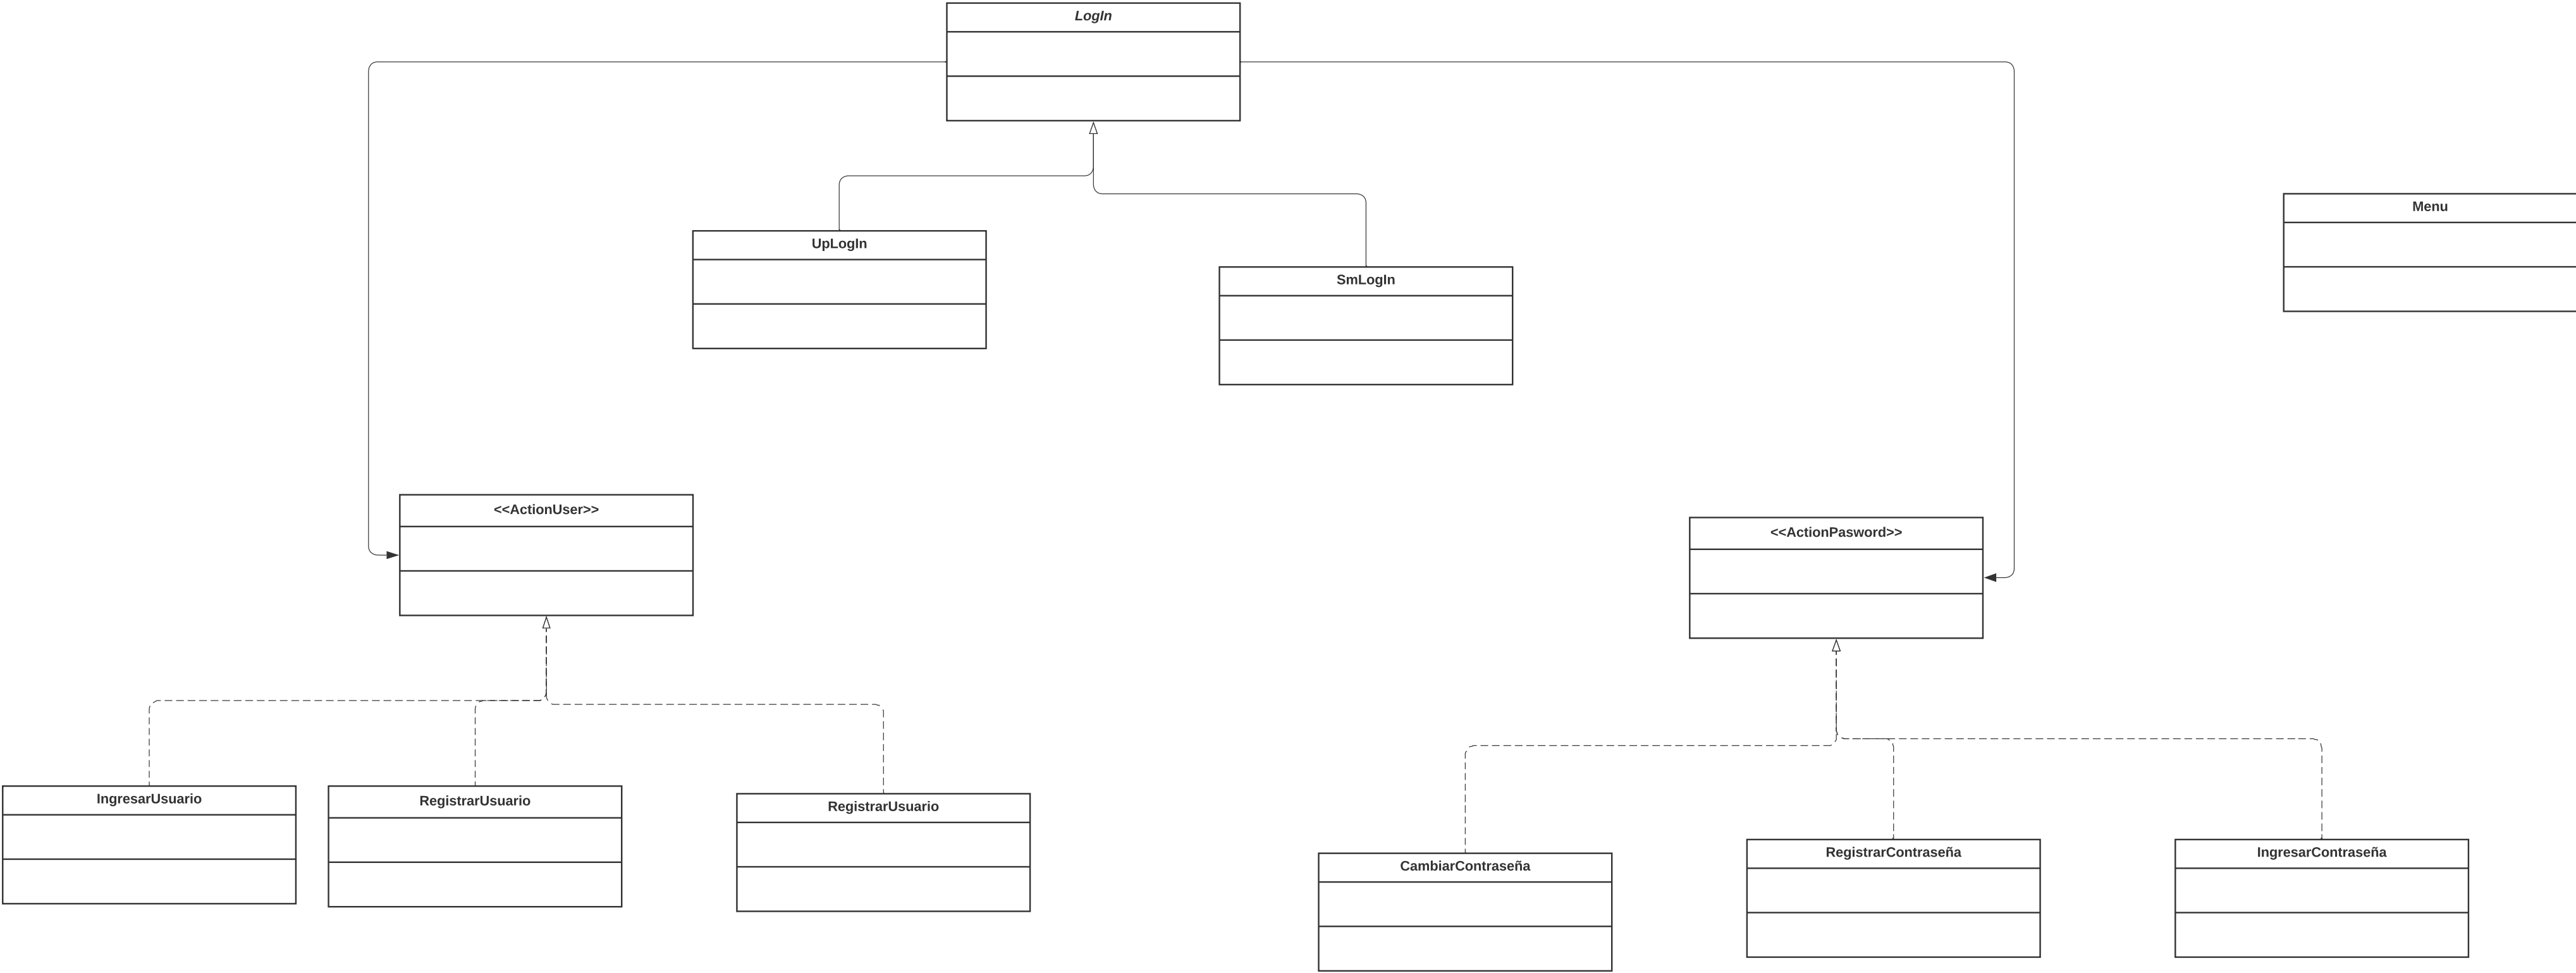 LogIn
Menu
UpLogIn
SmLogIn
<<ActionUser>>
<<ActionPasword>>
IngresarUsuario
RegistrarUsuario
RegistrarUsuario
CambiarContraseña
RegistrarContraseña
IngresarContraseña